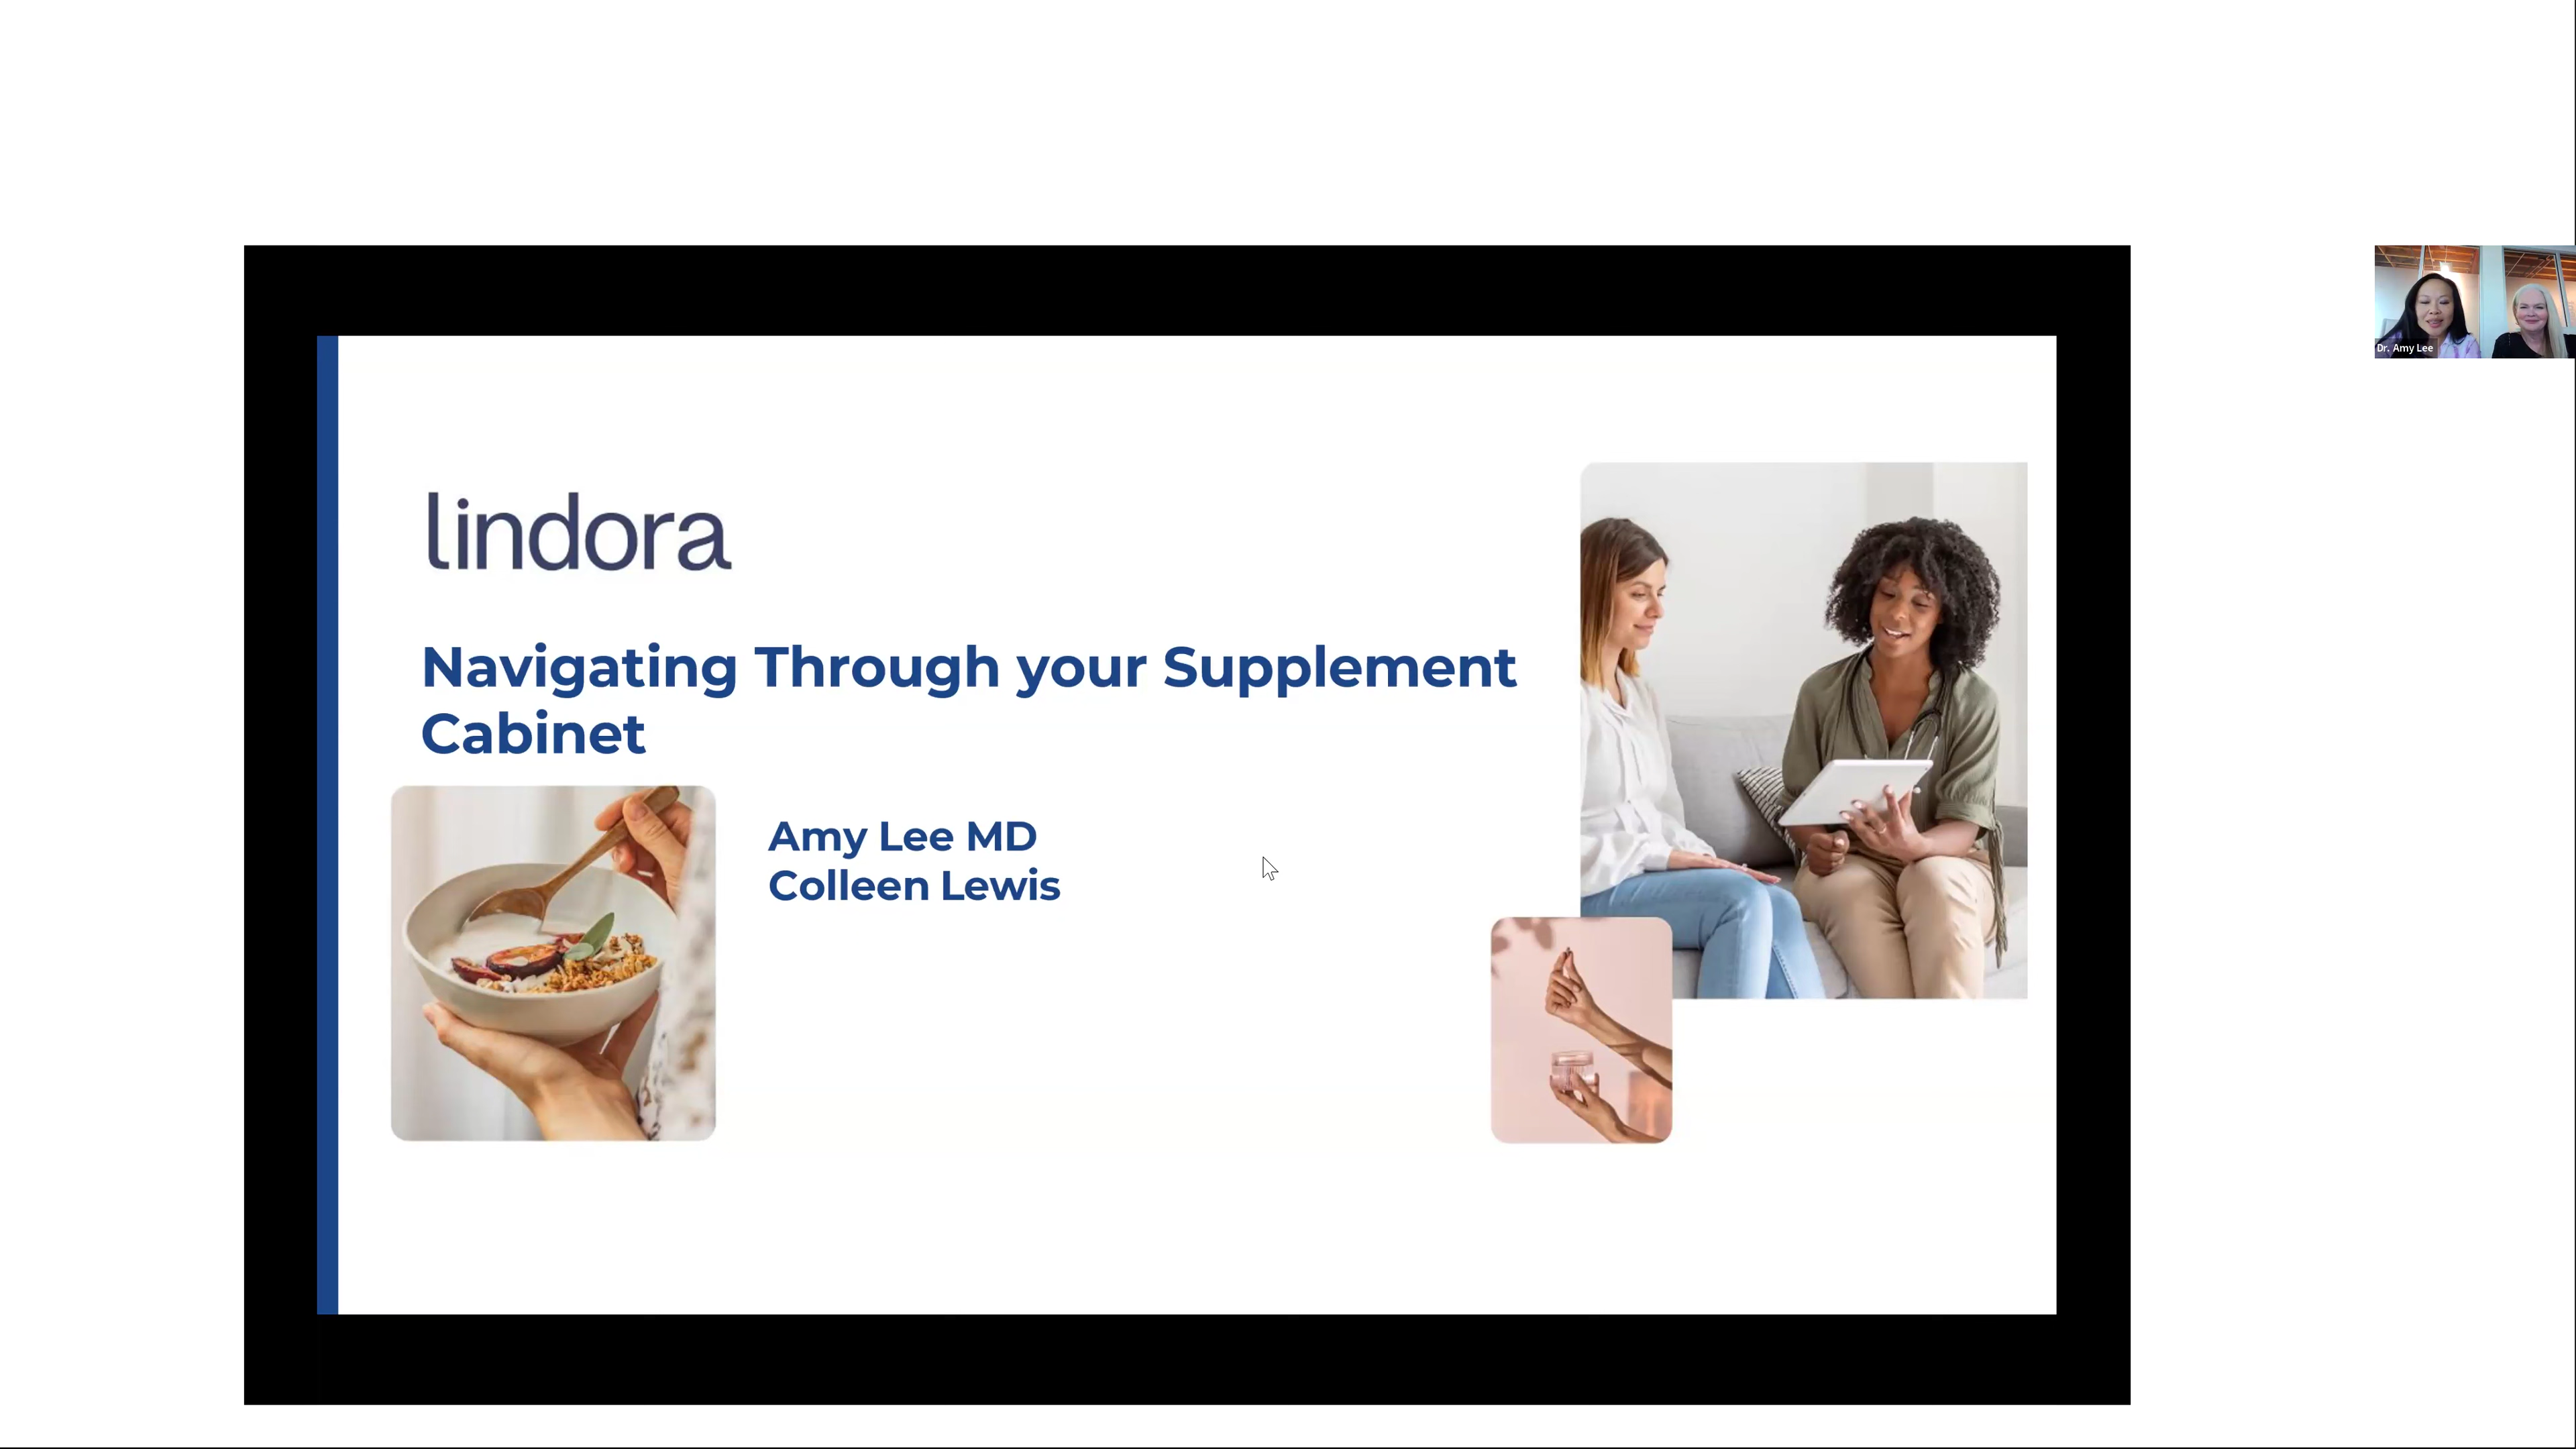 lindora
Navigating Through your Supplement
Cabinet
Amy Lee MD
Colleen Lewis
Dr. Amy Lee